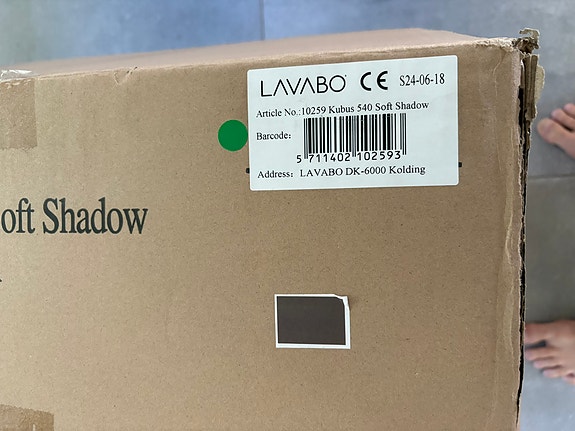 LAVABO CE S24-06-18
Article No.:10259 Kubus 540 Soft Shadow
Barcode:
5 711402 102593
Address: LAVABO DK-6000 Kolding
oft Shadow